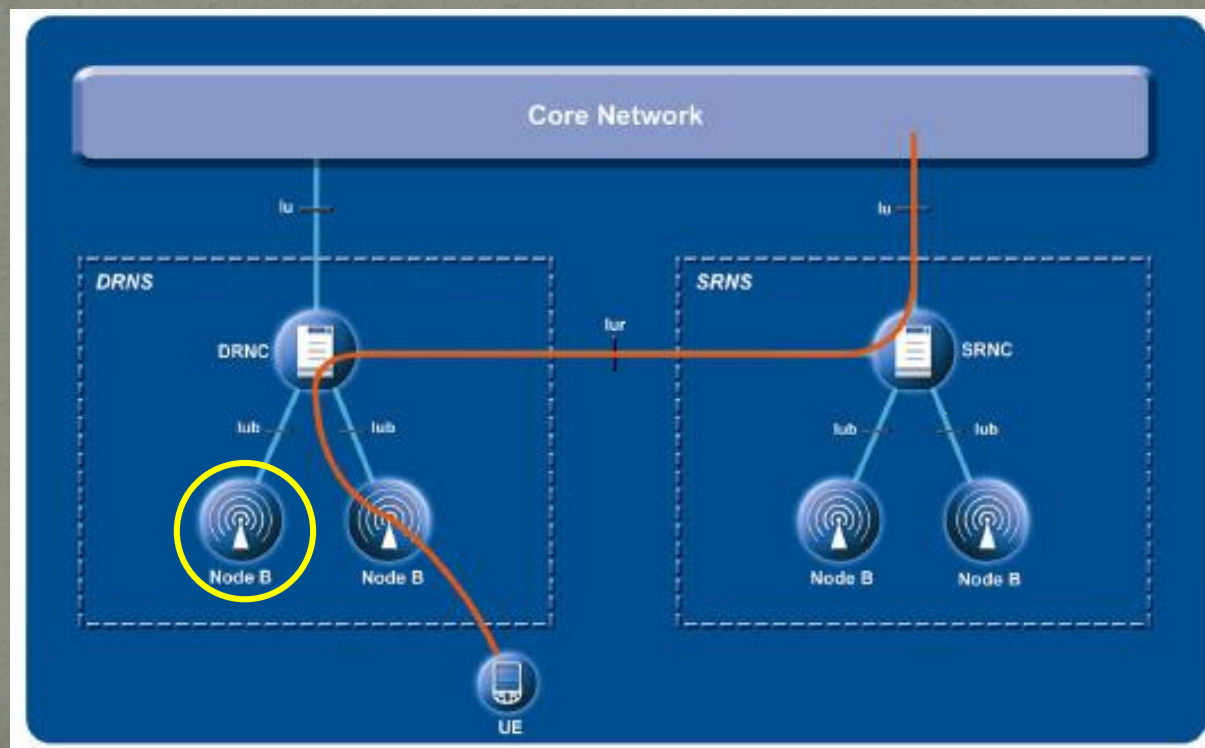 Core Network
Iu
Iu
DRNS
SRNS
Iur
DRNC
SRNC
Iub
Iub
Iub
Iub
Node B
Node B
Node B
Node B
UE